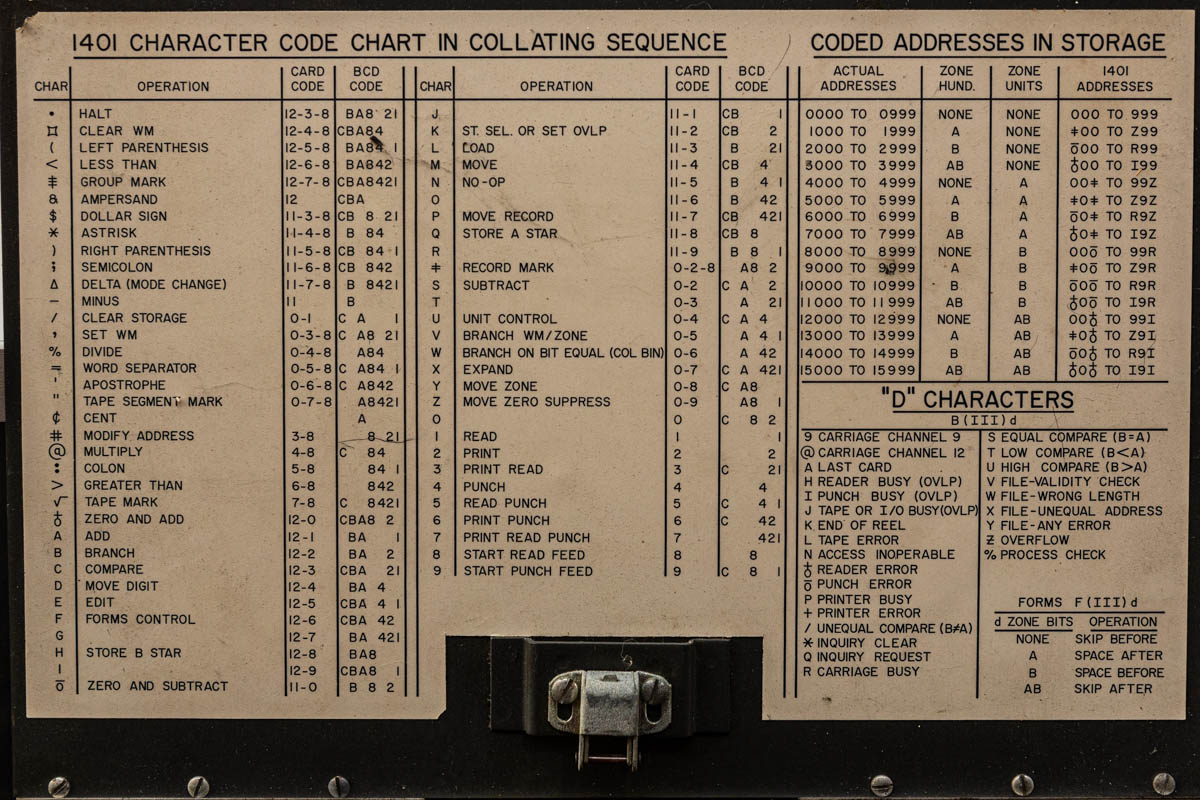 1401 CHARACTER CODE CHART IN COLLATING SEQUENCE
CHAR OPERATION CARD CODE BCD CODE
. HALT 12-3-8 BA8 21
⌑ CLEAR WM 12-4-8 CBA84
( LEFT PARENTHESIS 12-5-8 BA84 1
< LESS THAN 12-6-8 BA842
⯒ GROUP MARK 12-7-8 CBA8421
& AMPERSAND 12 CBA
$ DOLLAR SIGN 11-3-8 CB 8 21
* ASTRISK 11-4-8 B 84
) RIGHT PARENTHESIS 11-5-8 CB 84 1
; SEMICOLON 11-6-8 CB 842
Δ DELTA (MODE CHANGE) 11-7-8 B 8421
— MINUS 11 B
/ CLEAR STORAGE 0-1 C A 1
, SET WM 0-3-8 C A8 21
% DIVIDE 0-4-8 A84
WORD SEPARATOR 0-5-8 C A84 1
' APOSTROPHE 0-6-8 C A842
" TAPE SEGMENT MARK 0-7-8 A8421
¢ CENT A
# MODIFY ADDRESS 3-8 8 21
@ MULTIPLY 4-8 C 84
: COLON 5-8 84 1
> GREATER THAN 6-8 842
√ TAPE MARK 7-8 C 8421
+0 ZERO AND ADD 12-0 CBA8 2
A ADD 12-1 BA 1
B BRANCH 12-2 BA 2
C COMPARE 12-3 CBA 21
D MOVE DIGIT 12-4 BA 4
E EDIT 12-5 CBA 4 1
F FORMS CONTROL 12-6 CBA 42
G 12-7 BA 421
H STORE B STAR 12-8 BA8
I 12-9 CBA8 1
0̄ ZERO AND SUBTRACT 11-0 B 8 2
CHAR OPERATION CARD CODE BCD CODE
J 11-1 CB 1
K ST. SEL. OR SET OVLP 11-2 CB 2
L LOAD 11-3 B 21
M MOVE 11-4 CB 4
N NO-OP 11-5 B 4 1
O 11-6 B 42
P MOVE RECORD 11-7 CB 421
Q STORE A STAR 11-8 CB 8
R 11-9 B 8 1
ǂ RECORD MARK 0-2-8 A8 2
S SUBTRACT 0-2 C A 2
T 0-3 A 21
U UNIT CONTROL 0-4 C A 4
V BRANCH WM/ZONE 0-5 A 4 1
W BRANCH ON BIT EQUAL (COL BIN) 0-6 A 42
X EXPAND 0-7 C A 421
Y MOVE ZONE 0-8 C A8
Z MOVE ZERO SUPPRESS 0-9 A8 1
0 0 C 8 2
1 READ 1 1
2 PRINT 2 2
3 PRINT READ 3 C 21
4 PUNCH 4 4
5 READ PUNCH 5 C 4 1
6 PRINT PUNCH 6 C 42
7 PRINT READ PUNCH 7 421
8 START READ FEED 8 8
9 START PUNCH FEED 9 C 8 1
CODED ADDRESSES IN STORAGE
ACTUAL ADDRESSES ZONE HUND. ZONE UNITS 1401 ADDRESSES
0000 TO 0999 NONE NONE 000 TO 999
1000 TO 1999 A NONE ǂ00 TO Z99
2000 TO 2999 B NONE 0̄00 TO R99
3000 TO 3999 AB NONE +000 TO I99
4000 TO 4999 NONE A 00ǂ TO 99Z
5000 TO 5999 A A ǂ0ǂ TO Z9Z
6000 TO 6999 B A 0̄0ǂ TO R9Z
7000 TO 7999 AB A +00ǂ TO I9Z
8000 TO 8999 NONE B 000̄ TO 99R
9000 TO 9999 A B ǂ00̄ TO Z9R
10000 TO 10999 B B 0̄00̄ TO R9R
11000 TO 11999 AB B +000̄ TO I9R
12000 TO 12999 NONE AB 00+0 TO 99I
13000 TO 13999 A AB ǂ0+0 TO Z9I
14000 TO 14999 B AB 0̄0+0 TO R9I
15000 TO 15999 AB AB +00+0 TO I9I
"D" CHARACTERS
B (III) d
9 CARRIAGE CHANNEL 9
@ CARRIAGE CHANNEL 12
A LAST CARD
H READER BUSY (OVLP)
I PUNCH BUSY (OVLP)
J TAPE OR I/O BUSY (OVLP)
K END OF REEL
L TAPE ERROR
N ACCESS INOPERABLE
+0 READER ERROR
0̄ PUNCH ERROR
P PRINTER BUSY
+ PRINTER ERROR
/ UNEQUAL COMPARE (B≠A)
* INQUIRY CLEAR
Q INQUIRY REQUEST
R CARRIAGE BUSY
S EQUAL COMPARE (B=A)
T LOW COMPARE (B<A)
U HIGH COMPARE (B>A)
V FILE-VALIDITY CHECK
W FILE-WRONG LENGTH
X FILE-UNEQUAL ADDRESS
Y FILE-ANY ERROR
Z OVERFLOW
% PROCESS CHECK
FORMS F (III) d
d ZONE BITS OPERATION
NONE SKIP BEFORE
A SPACE AFTER
B SPACE BEFORE
AB SKIP AFTER